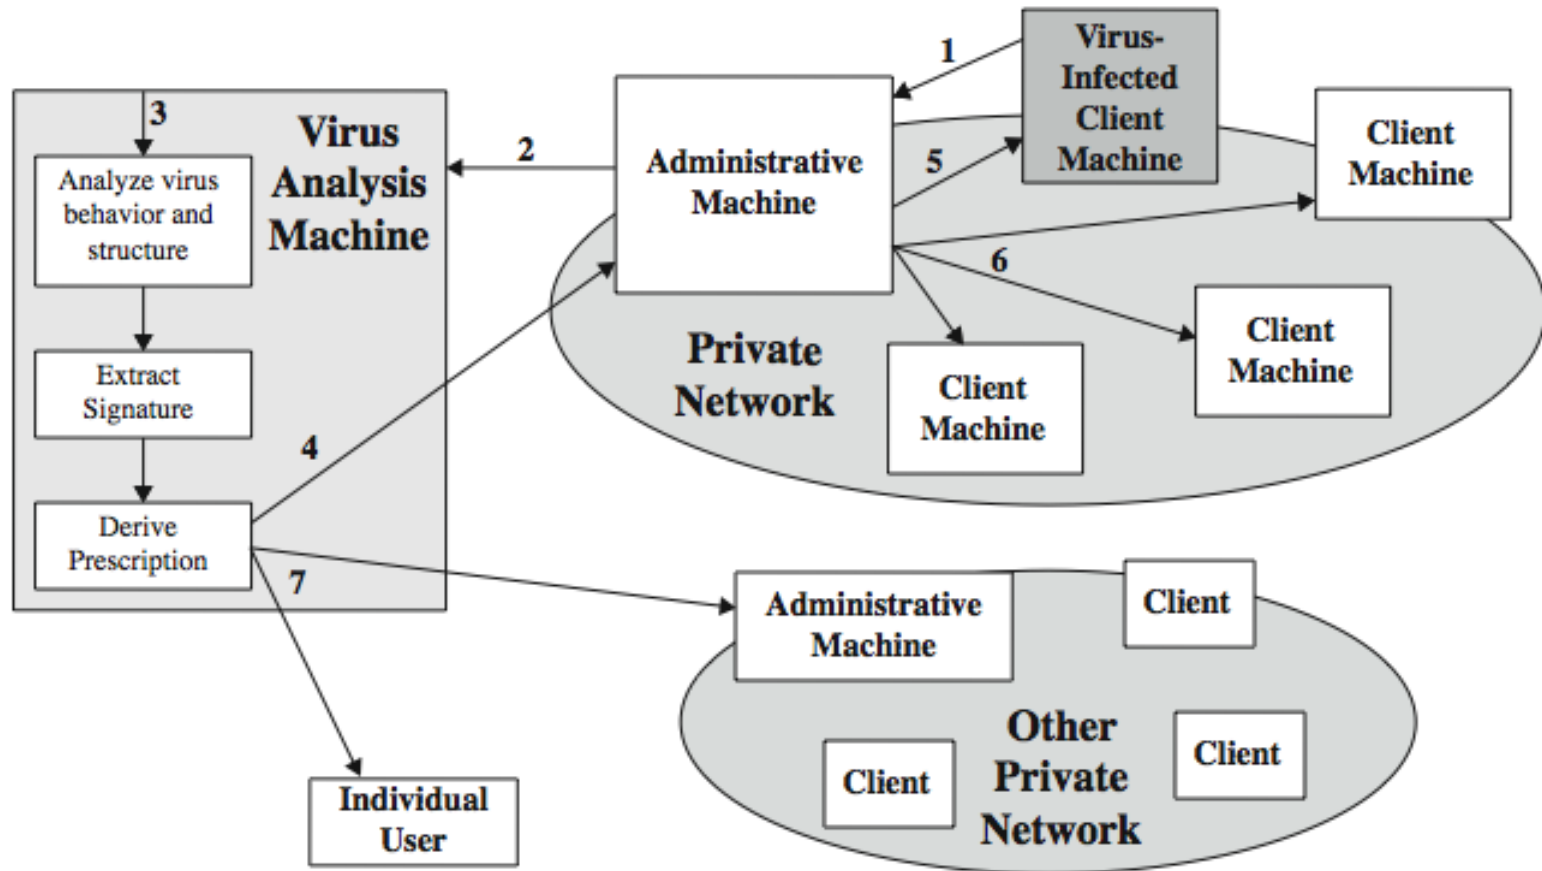 Virus
Analysis
Machine
3
Analyze virus
behavior and
structure
Extract
Signature
Derive
Prescription
2
4
7
Administrative
Machine
1
5
6
Virus-
Infected
Client
Machine
Client
Machine
Client
Machine
Client
Machine
Private
Network
Administrative
Machine
Client
Client
Client
Other
Private
Network
Individual
User